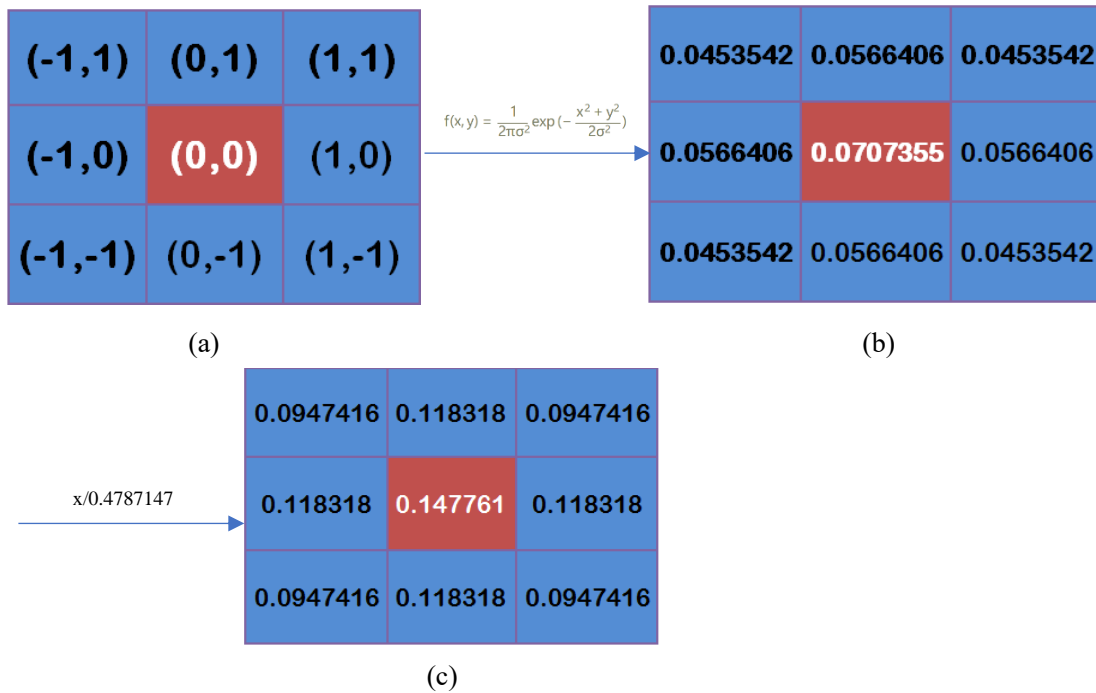 (-1,1) (0,1) (1,1)
(-1,0) (0,0) (1,0)
(-1,-1) (0,-1) (1,-1)
(a)
f(x, y) = 1/2πσ² exp (− x² + y²/2σ²)
0.0453542 0.0566406 0.0453542
0.0566406 0.0707355 0.0566406
0.0453542 0.0566406 0.0453542
(b)
x/0.4787147
0.0947416 0.118318 0.0947416
0.118318 0.147761 0.118318
0.0947416 0.118318 0.0947416
(c)